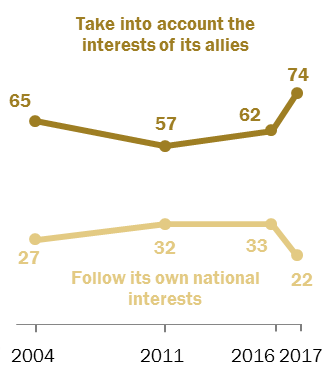 Take into account the
interests of its allies
74
65
57
62
27
32
33
22
Follow its own national
interests
2004
2011
2016 2017